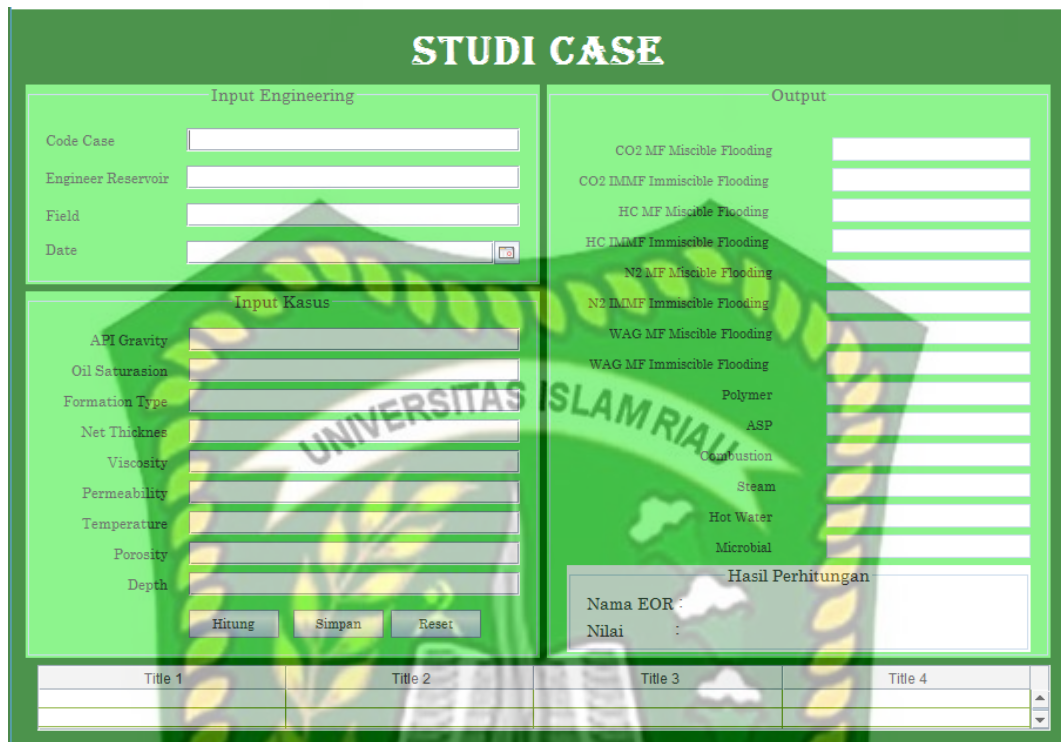 STUDI CASE
Input Engineering
Code Case
Engineer Reservoir
Field
Date
Input Kasus
API Gravity
Oil Saturasion
Formation Type
Net Thicknes
Viscosity
Permeability
Temperature
Porosity
Depth
Hitung Simpan Reset
Output
CO2 MF Miscible Flooding
CO2 IMMF Immiscible Flooding
HC MF Miscible Flooding
HC IMMF Immiscible Flooding
N2 MF Miscible Flooding
N2 IMMF Immiscible Flooding
WAG MF Miscible Flooding
WAG MF Immiscible Flooding
Polymer
ASP
Combustion
Steam
Hot Water
Microbial
Hasil Perhitungan
Nama EOR :
Nilai :
Title 1 Title 2 Title 3 Title 4
UNIVERSITAS ISLAM RIAU